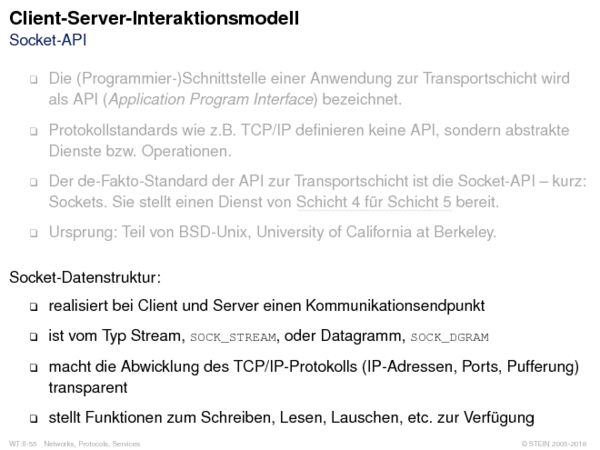 Client-Server-Interaktionsmodell
Socket-API
❑ Die (Programmier-)Schnittstelle einer Anwendung zur Transportschicht wird
als API (Application Program Interface) bezeichnet.
❑ Protokollstandards wie z.B. TCP/IP definieren keine API, sondern abstrakte
Dienste bzw. Operationen.
❑ Der de-Fakto-Standard der API zur Transportschicht ist die Socket-API – kurz:
Sockets. Sie stellt einen Dienst von Schicht 4 für Schicht 5 bereit.
❑ Ursprung: Teil von BSD-Unix, University of California at Berkeley.
Socket-Datenstruktur:
❑ realisiert bei Client und Server einen Kommunikationsendpunkt
❑ ist vom Typ Stream, SOCK_STREAM, oder Datagramm, SOCK_DGRAM
❑ macht die Abwicklung des TCP/IP-Protokolls (IP-Adressen, Ports, Pufferung)
transparent
❑ stellt Funktionen zum Schreiben, Lesen, Lauschen, etc. zur Verfügung
WT:II-55 Networks, Protocols, Services © STEIN 2005-2018